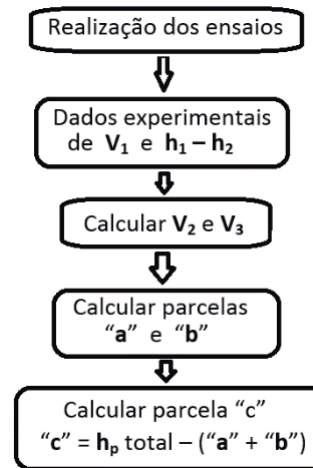 Realização dos ensaios
Dados experimentais
de V₁ e h₁ – h₂
Calcular V₂ e V₃
Calcular parcelas
“a” e “b”
Calcular parcela “c”
“c” = hₚ total – (“a” + “b”)